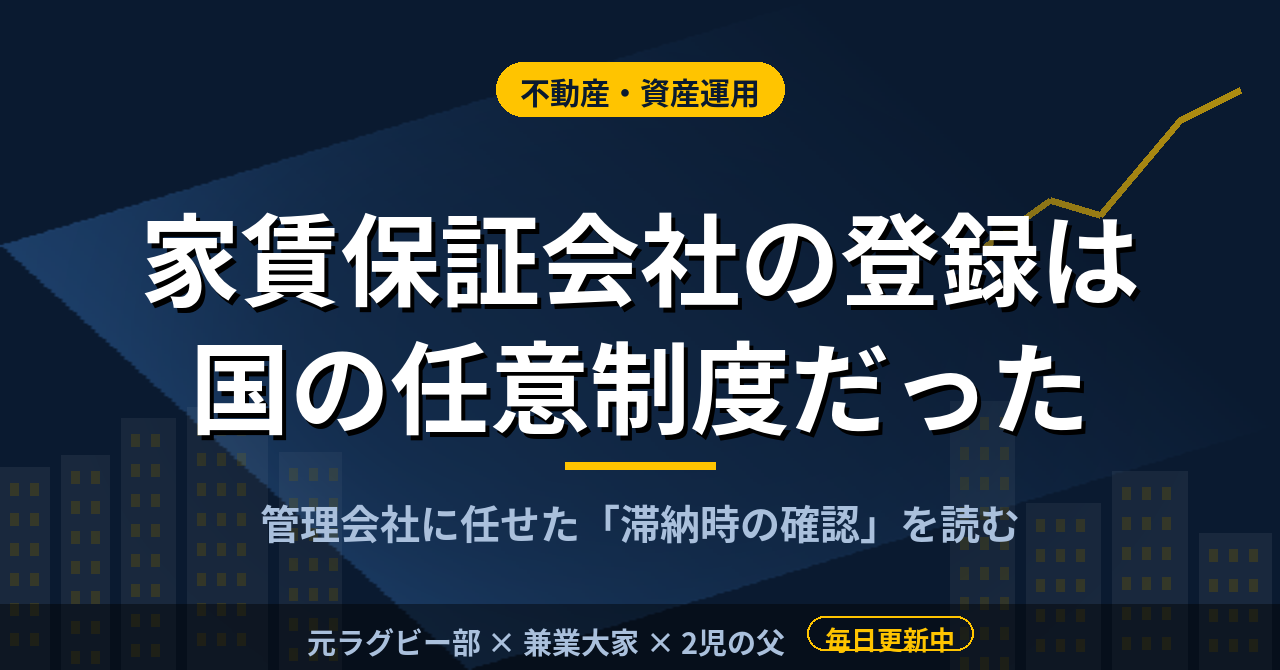 不動産・資産運用
家賃保証会社の登録は
国の任意制度だった
管理会社に任せた「滞納時の確認」を読む
元ラグビー部 × 兼業大家 × 2児の父 毎日更新中